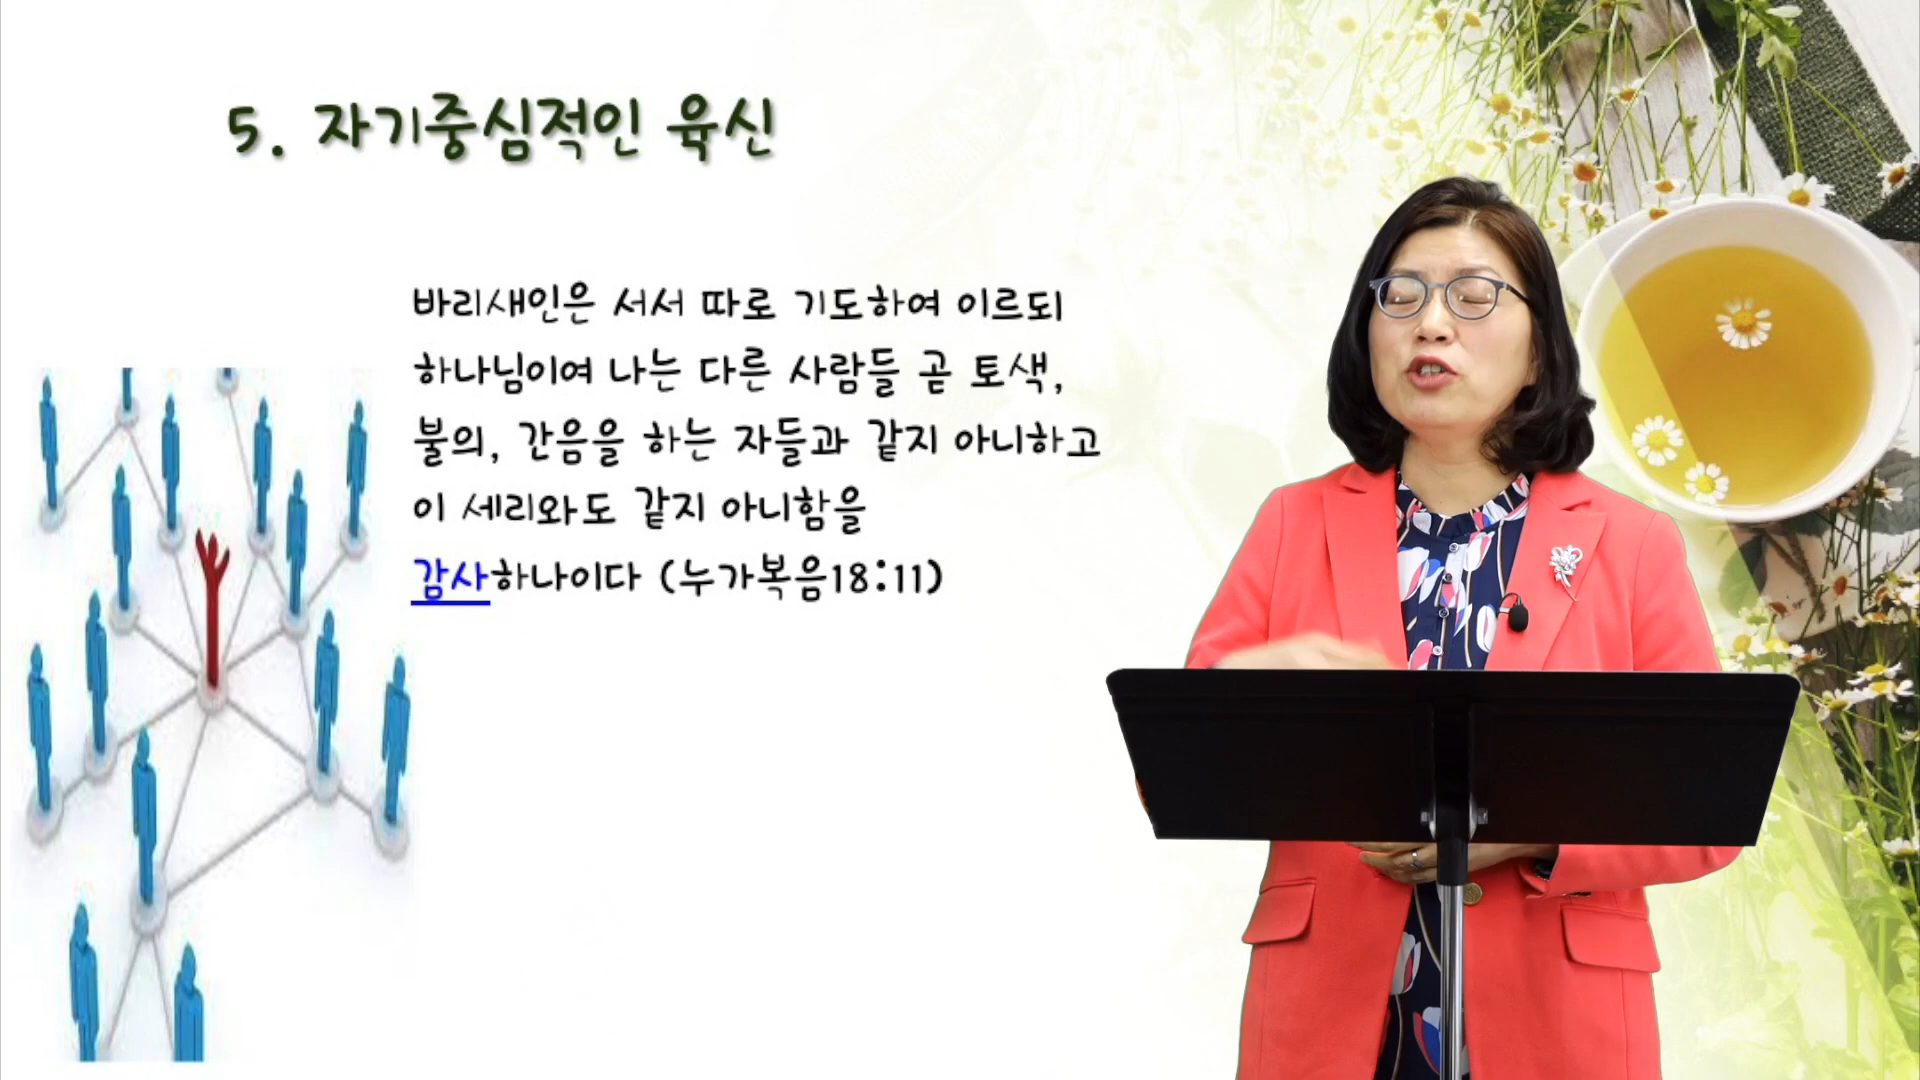 5. 자기중심적인 육신
바리새인은 서서 따로 기도하여 이르되
하나님이여 나는 다른 사람들 곧 토색,
불의, 간음을 하는 자들과 같지 아니하고
이 세리와도 같지 아니함을
감사하나이다 (누가복음18:11)